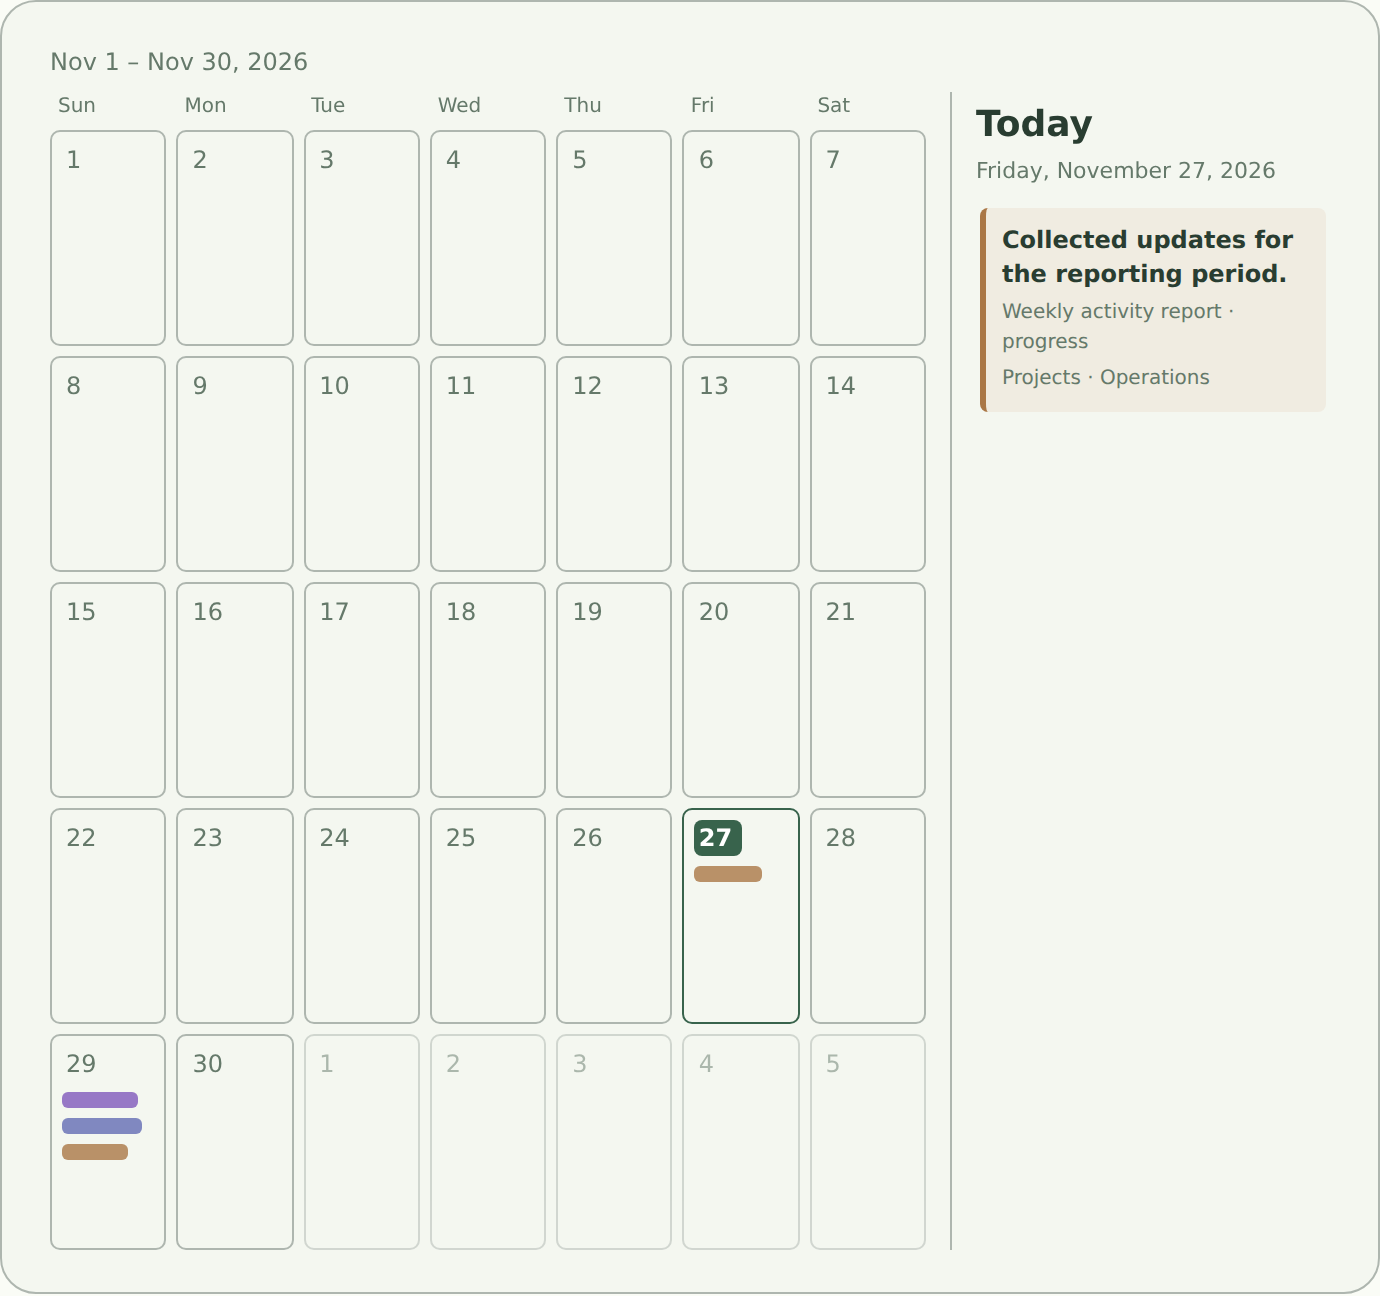 Nov 1 – Nov 30, 2026
Sun Mon Tue Wed Thu Fri Sat
1 2 3 4 5 6 7
8 9 10 11 12 13 14
15 16 17 18 19 20 21
22 23 24 25 26 27 28
29 30 1 2 3 4 5
Today
Friday, November 27, 2026
Collected updates for
the reporting period.
Weekly activity report ·
progress
Projects · Operations